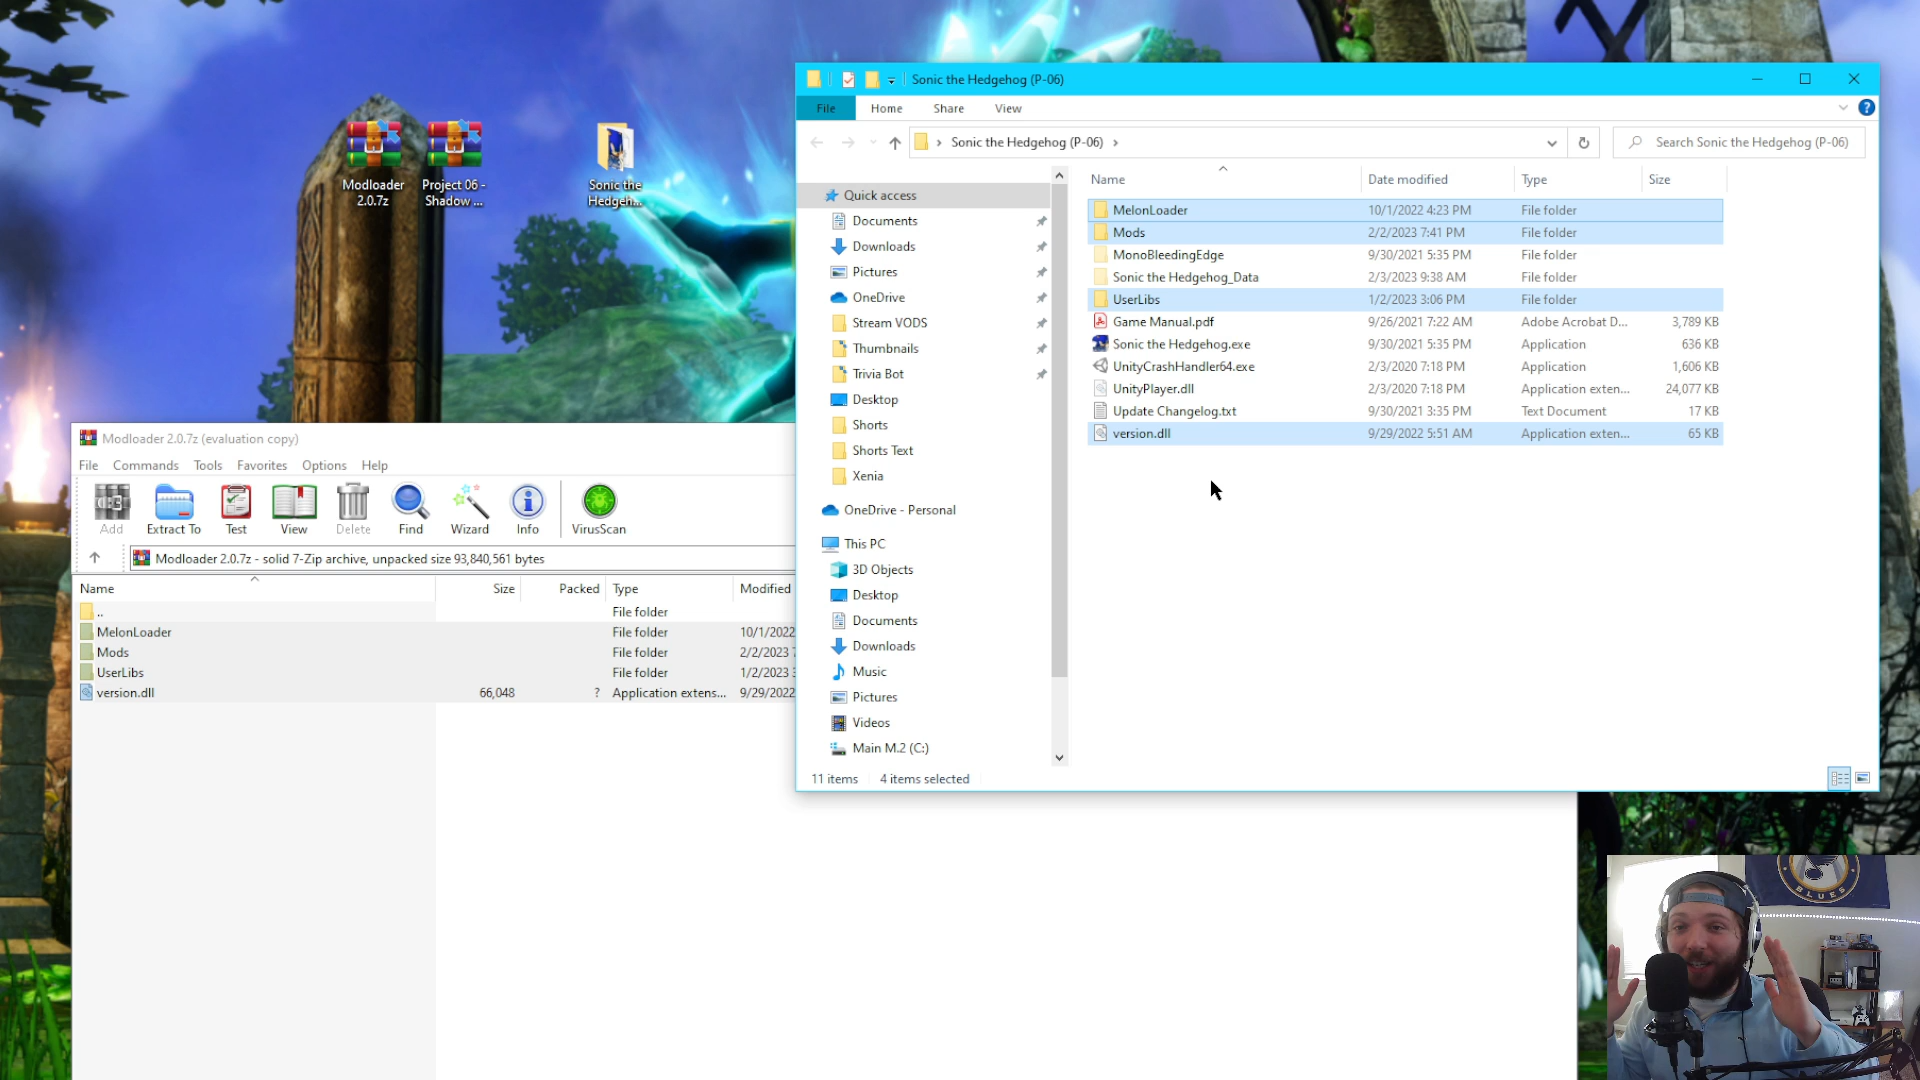 Modloader
2.0.7z
Project 06 -
Shadow ...
Sonic the
Hedgeh...
Sonic the Hedgehog (P-06)
File Home Share View
Sonic the Hedgehog (P-06)
Search Sonic the Hedgehog (P-06)
Quick access
Documents
Downloads
Pictures
OneDrive
Stream VODS
Thumbnails
Trivia Bot
Desktop
Shorts
Shorts Text
Xenia
OneDrive - Personal
This PC
3D Objects
Desktop
Documents
Downloads
Music
Pictures
Videos
Main M.2 (C:)
Name Date modified Type Size
MelonLoader 10/1/2022 4:23 PM File folder
Mods 2/2/2023 7:41 PM File folder
MonoBleedingEdge 9/30/2021 5:35 PM File folder
Sonic the Hedgehog_Data 2/3/2023 9:38 AM File folder
UserLibs 1/2/2023 3:06 PM File folder
Game Manual.pdf 9/26/2021 7:22 AM Adobe Acrobat D... 3,789 KB
Sonic the Hedgehog.exe 9/30/2021 5:35 PM Application 636 KB
UnityCrashHandler64.exe 2/3/2020 7:18 PM Application 1,606 KB
UnityPlayer.dll 2/3/2020 7:18 PM Application exten... 24,077 KB
Update Changelog.txt 9/30/2021 3:35 PM Text Document 17 KB
version.dll 9/29/2022 5:51 AM Application exten... 65 KB
11 items 4 items selected
Modloader 2.0.7z (evaluation copy)
File Commands Tools Favorites Options Help
Add Extract To Test View Delete Find Wizard Info VirusScan
Modloader 2.0.7z - solid 7-Zip archive, unpacked size 93,840,561 bytes
Name Size Packed Type Modified
.. File folder
MelonLoader File folder 10/1/2022
Mods File folder 2/2/2023
UserLibs File folder 1/2/2023
version.dll 66,048 ? Application extens... 9/29/2022
BLUES